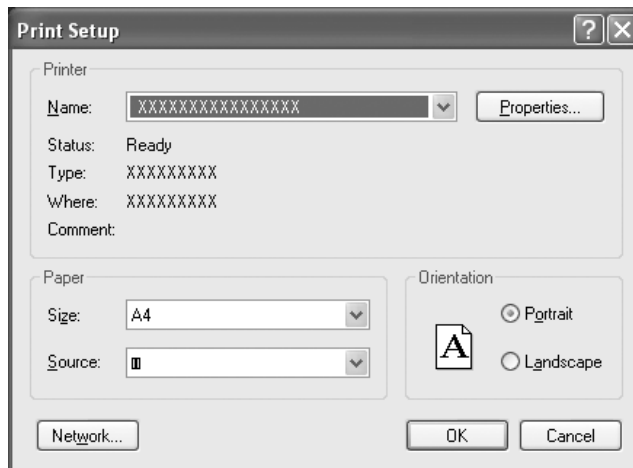 Print Setup
Printer
Name: XXXXXXXXXXXXXXXX Properties...
Status: Ready
Type: XXXXXXXXX
Where: XXXXXXXXX
Comment:
Paper
Size: A4
Source:
Orientation
A
Portrait
Landscape
Network... OK Cancel